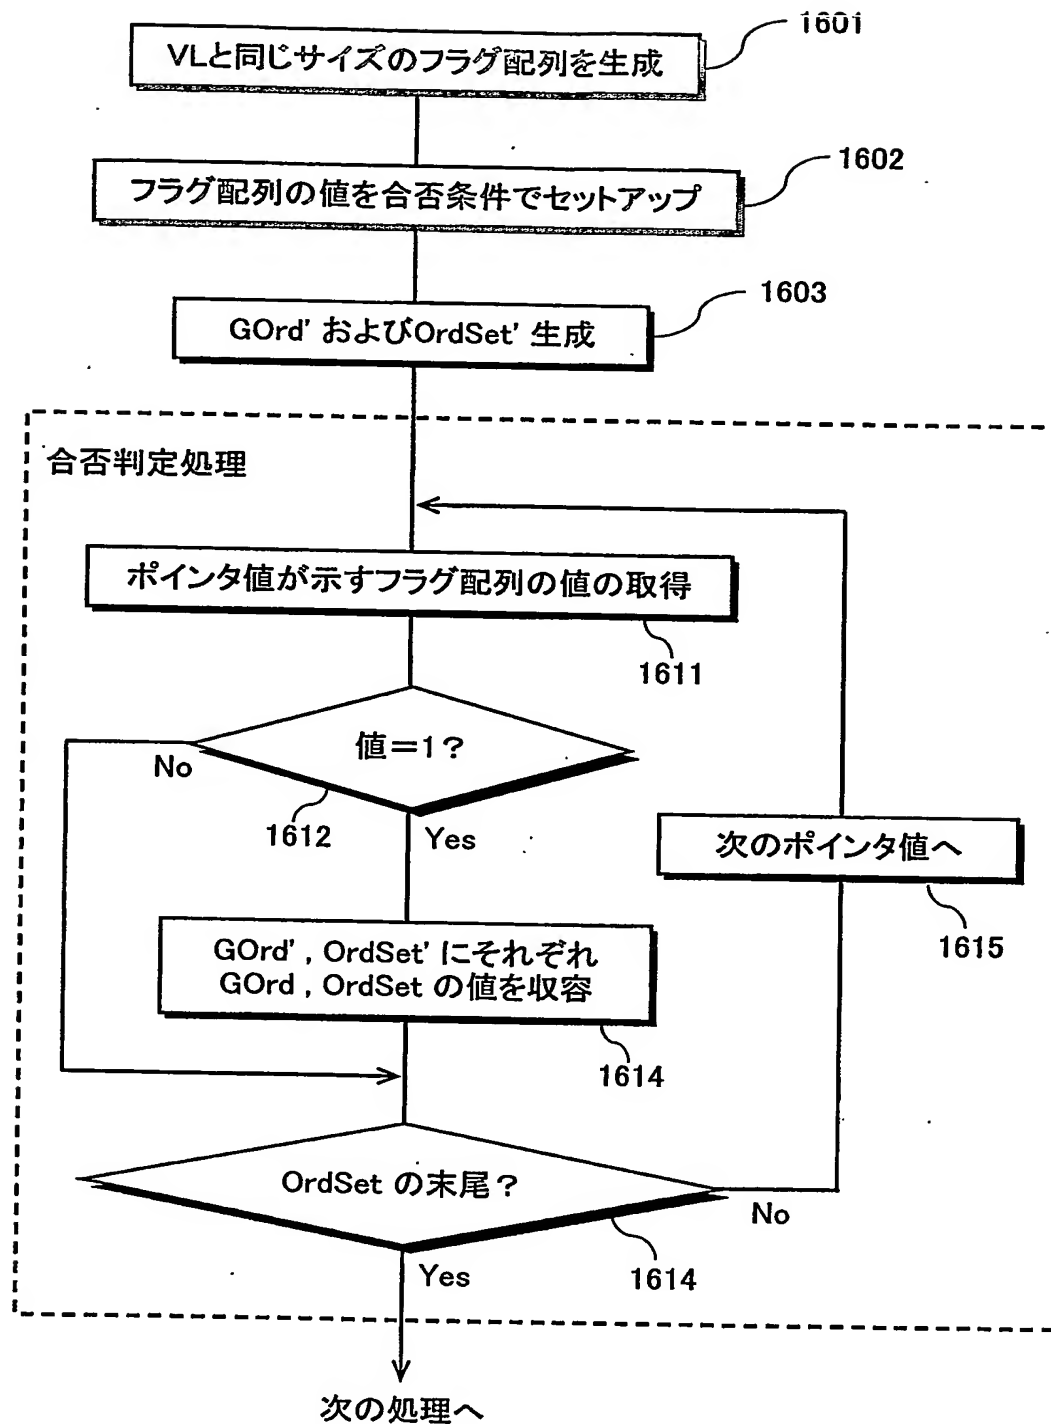 1601
VLと同じサイズのフラグ配列を生成
1602
フラグ配列の値を合否条件でセットアップ
1603
GOrd' およびOrdSet' 生成
合否判定処理
ポインタ値が示すフラグ配列の値の取得
1611
値＝1？
No
1612
Yes
次のポインタ値へ
1615
GOrd' , OrdSet' にそれぞれ
GOrd , OrdSet の値を収容
1614
OrdSet の末尾？
No
1614
Yes
次の処理へ